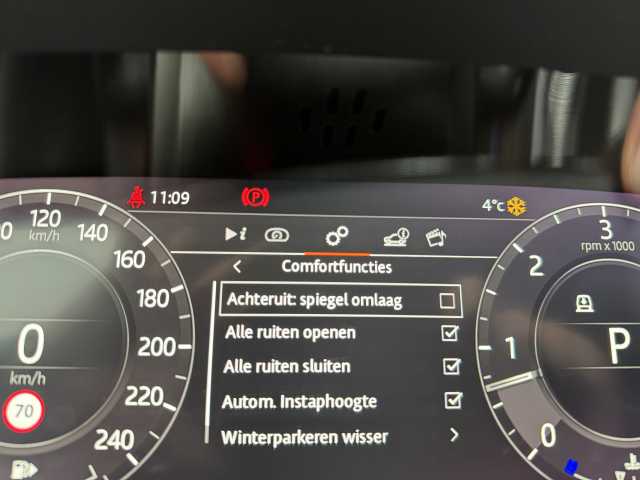 11:09
P
4°C
120
km/h
140
160
180
200
220
240
0
km/h
70
i
Comfortfuncties
Achteruit: spiegel omlaag
Alle ruiten openen
Alle ruiten sluiten
Autom. Instaphoogte
Winterparkeren wisser
3
rpm x 1000
2
1
0
P